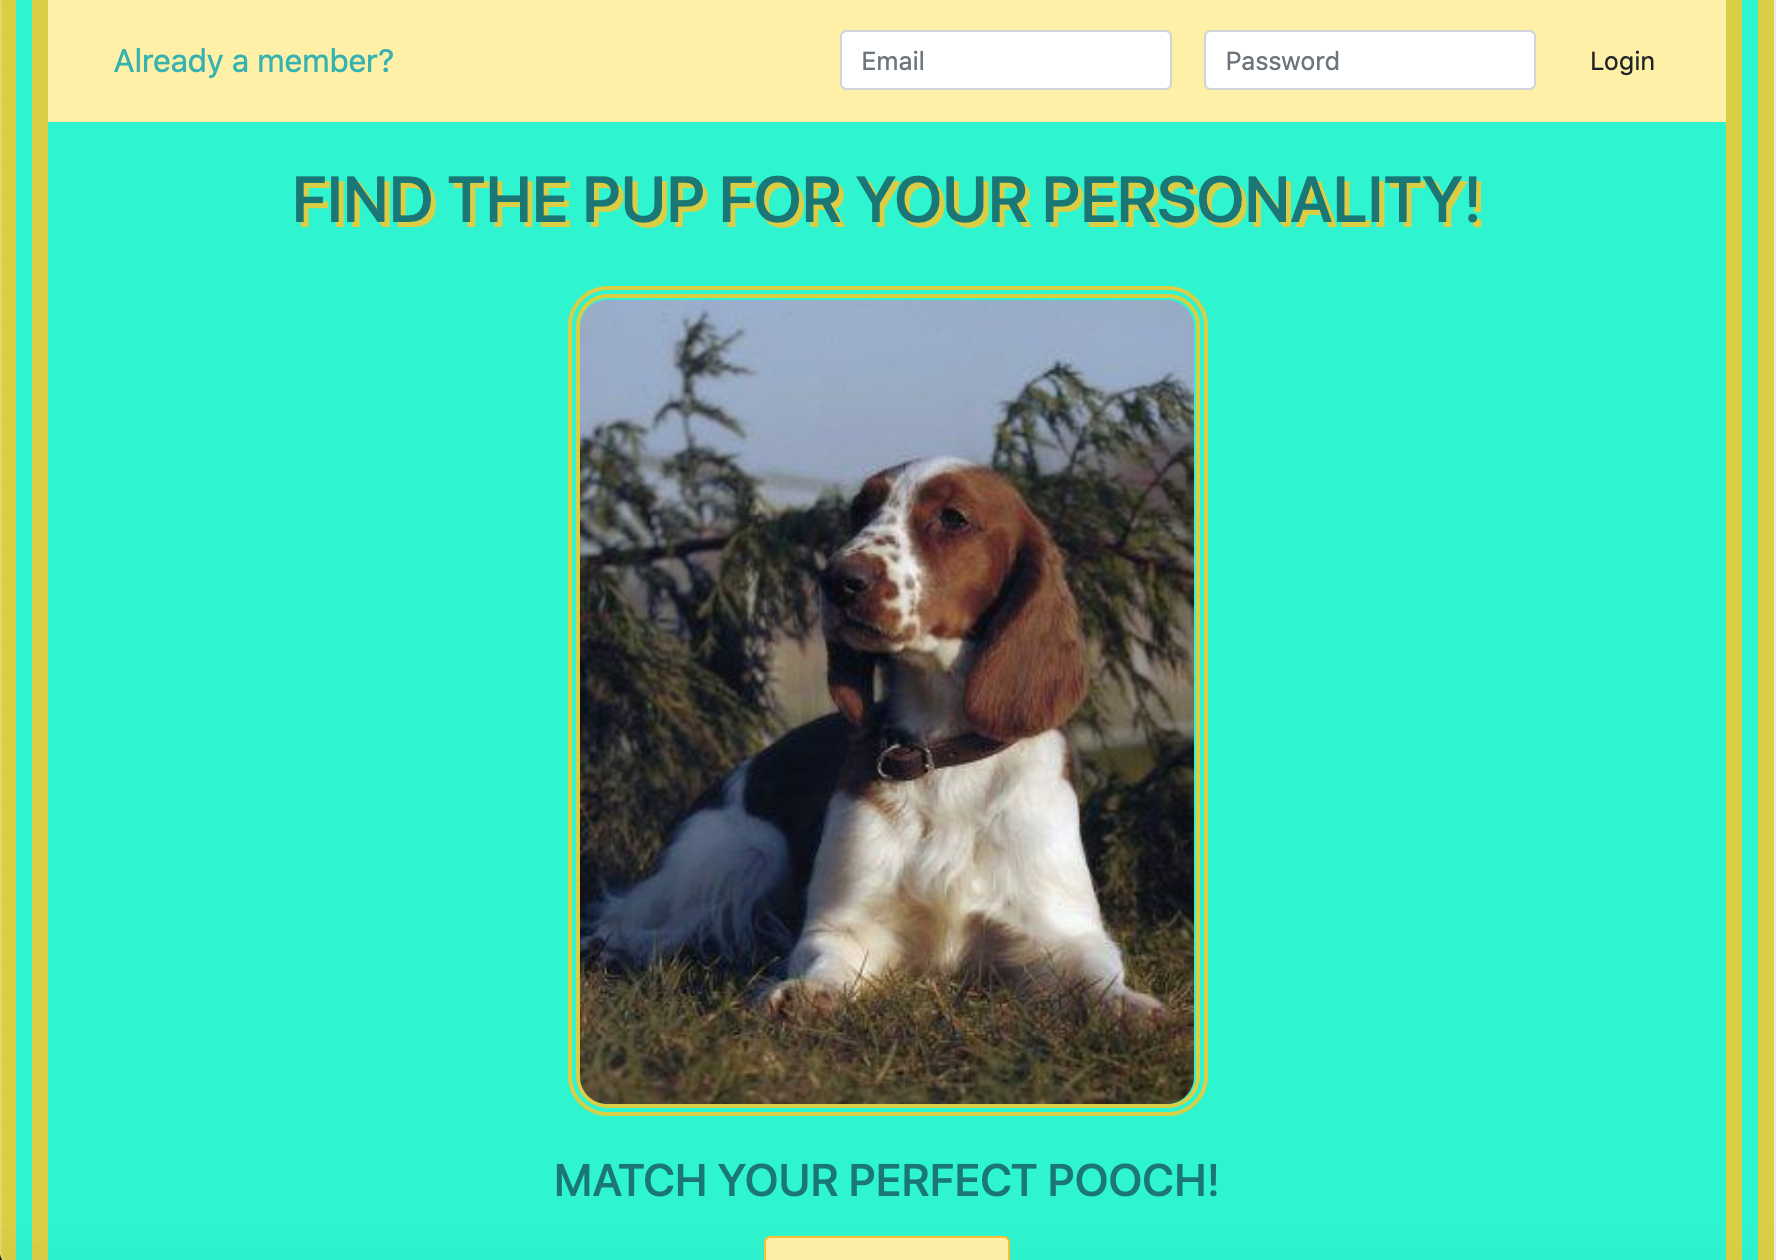 Already a member?
Email
Password
Login
FIND THE PUP FOR YOUR PERSONALITY!
MATCH YOUR PERFECT POOCH!